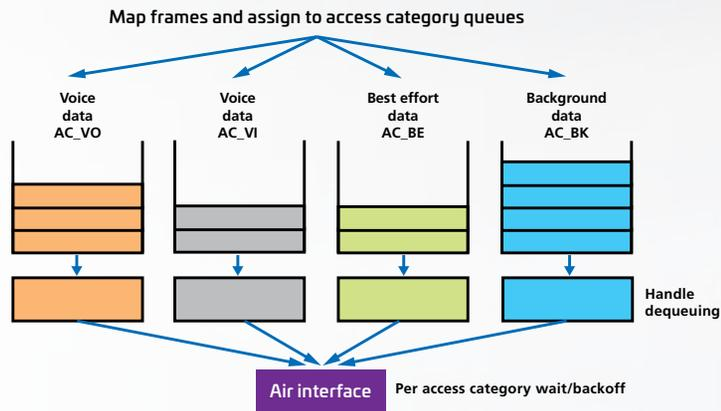 Map frames and assign to access category queues
Voice
data
AC_VO
Voice
data
AC_VI
Best effort
data
AC_BE
Background
data
AC_BK
Handle
dequeuing
Air interface
Per access category wait/backoff